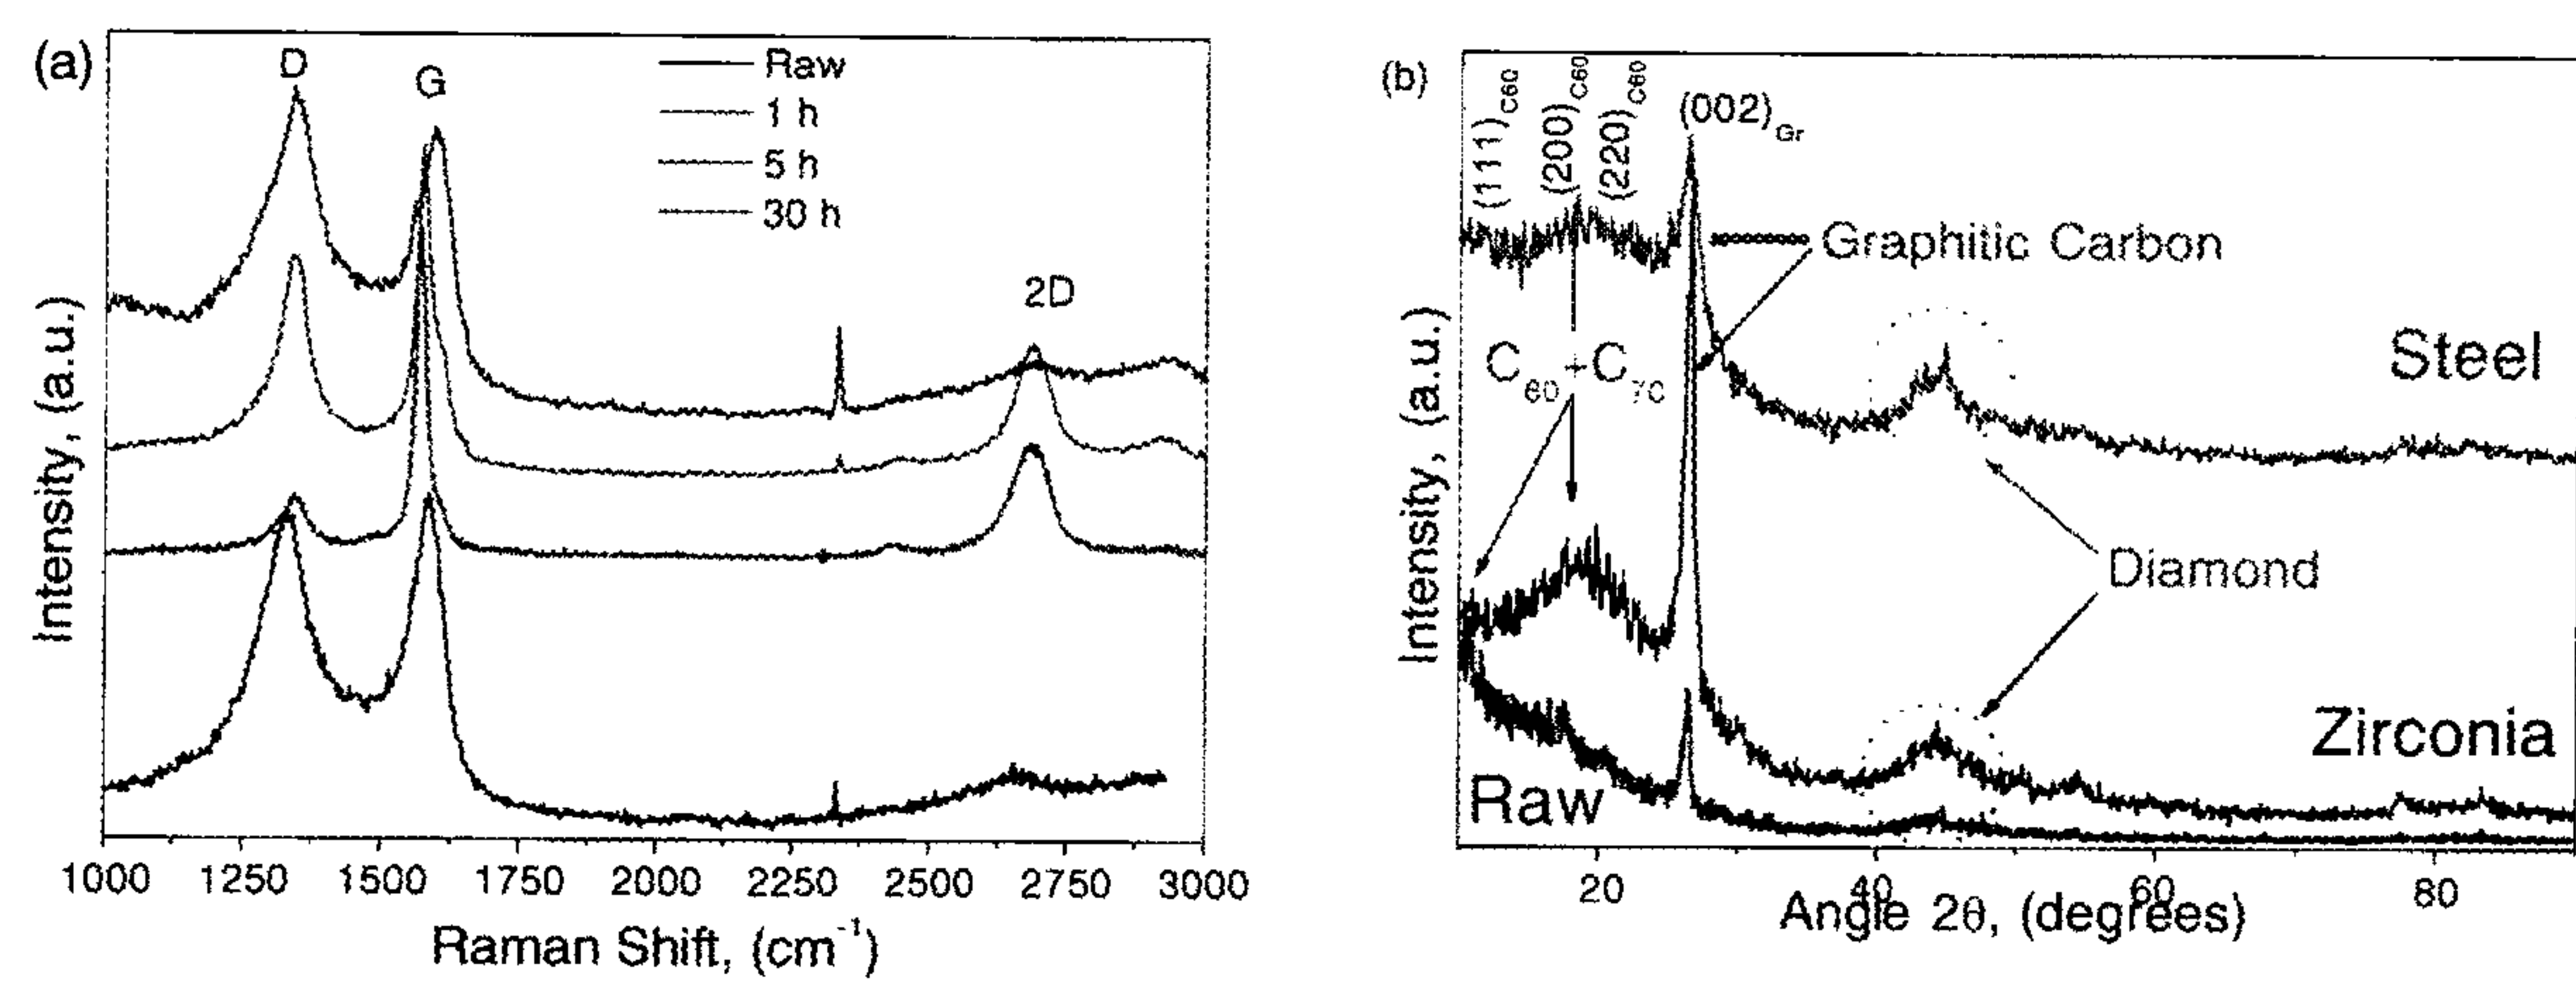 (a)
D
G
2D
Raw
1 h
5 h
30 h
Intensity, (a.u.)
1000 1250 1500 1750 2000 2250 2500 2750 3000
Raman Shift, (cm⁻¹)
(b)
(111)C60
(200)C60
(220)C60
(002)Gr
Graphitic Carbon
C60+C70
Steel
Diamond
Zirconia
Raw
Intensity, (a.u.)
20 40 60 80
Angle 2θ, (degrees)